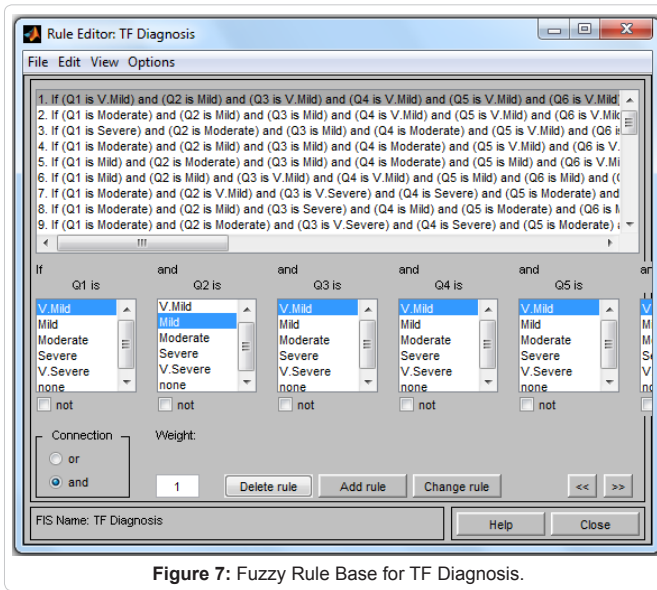 Rule Editor: TF Diagnosis
File Edit View Options
1. If (Q1 is V.Mild) and (Q2 is Mild) and (Q3 is V.Mild) and (Q4 is V.Mild) and (Q5 is V.Mild) and (Q6 is V.Mild)
2. If (Q1 is Moderate) and (Q2 is Mild) and (Q3 is Mild) and (Q4 is V.Mild) and (Q5 is V.Mild) and (Q6 is V.Mild
3. If (Q1 is Severe) and (Q2 is Moderate) and (Q3 is Mild) and (Q4 is Moderate) and (Q5 is V.Mild) and (Q6 is
4. If (Q1 is Moderate) and (Q2 is Mild) and (Q3 is Mild) and (Q4 is Moderate) and (Q5 is V.Mild) and (Q6 is V.
5. If (Q1 is Mild) and (Q2 is Moderate) and (Q3 is Mild) and (Q4 is Moderate) and (Q5 is Mild) and (Q6 is V.Mi
6. If (Q1 is Mild) and (Q2 is Mild) and (Q3 is V.Mild) and (Q4 is V.Mild) and (Q5 is Mild) and (Q6 is Mild) and (
7. If (Q1 is Moderate) and (Q2 is V.Mild) and (Q3 is V.Severe) and (Q4 is Severe) and (Q5 is Moderate) and
8. If (Q1 is Moderate) and (Q2 is Mild) and (Q3 is Severe) and (Q4 is Mild) and (Q5 is Moderate) and (Q6 is
9. If (Q1 is Moderate) and (Q2 is Moderate) and (Q3 is V.Severe) and (Q4 is Severe) and (Q5 is Moderate)
If and and and and
Q1 is Q2 is Q3 is Q4 is Q5 is
V.Mild V.Mild V.Mild V.Mild V.Mild
Mild Mild Mild Mild Mild
Moderate Moderate Moderate Moderate Moderate
Severe Severe Severe Severe Severe
V.Severe V.Severe V.Severe V.Severe V.Severe
none none none none none
not not not not not
Connection Weight:
or
and 1 Delete rule Add rule Change rule << >>
FIS Name: TF Diagnosis Help Close
Figure 7: Fuzzy Rule Base for TF Diagnosis.